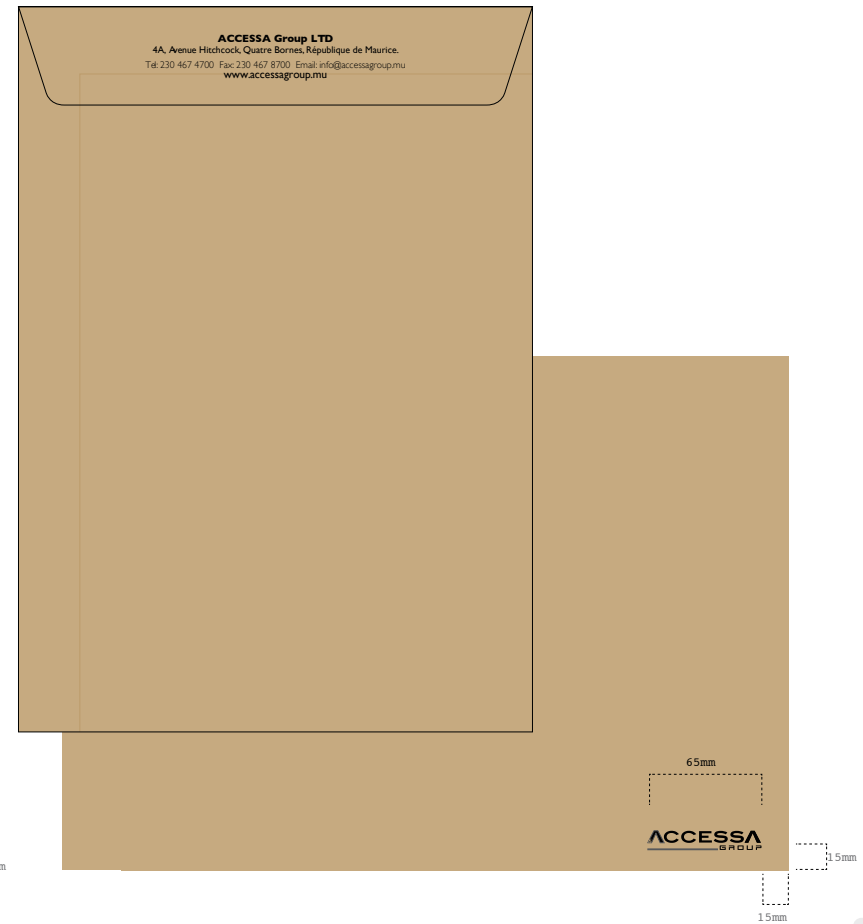 ACCESSA Group LTD
4A, Avenue Hitchcock, Quatre Bornes, République de Maurice.
Tel: 230 467 4700 Fax: 230 467 8700 Email: info@accessagroup.mu
www.accessagroup.mu
65mm
ACCESSA
GROUP
15mm
15mm